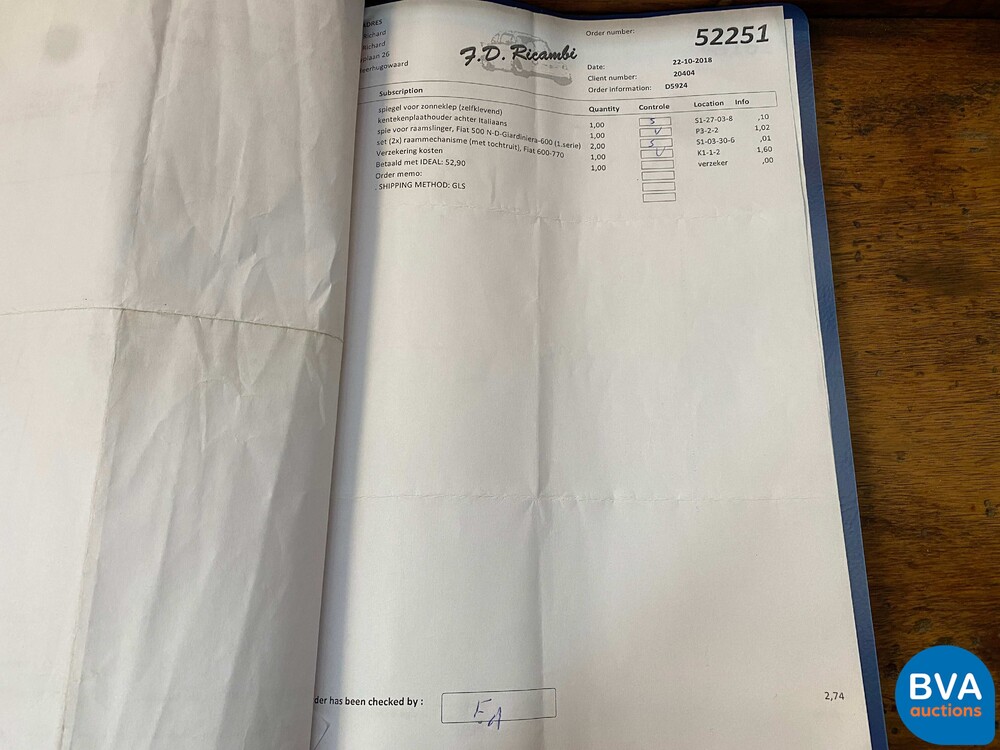 DRES
Richard
Richard
rplaan 26
eerhugowaard
F.D. Ricambi
Order number: 52251
Date: 22-10-2018
Client number: 20404
Order information: D5924
Subscription Quantity Controle Location Info
spiegel voor zonneklep (zelfklevend) 1,00 S S1-27-03-8 ,10
kentekenplaathouder achter Italiaans 1,00 V P3-2-2 1,02
spie voor raamslinger, Fiat 500 N-D-Giardiniera-600 (1.serie) 2,00 S S1-03-30-6 ,01
set (2x) raammechanisme (met tochtruit), Fiat 600-770 1,00 V K1-1-2 1,60
Verzekering kosten 1,00 verzeker ,00
Betaald met IDEAL: 52,90
Order memo:
. SHIPPING METHOD: GLS
der has been checked by : EA 2,74
BVA
auctions